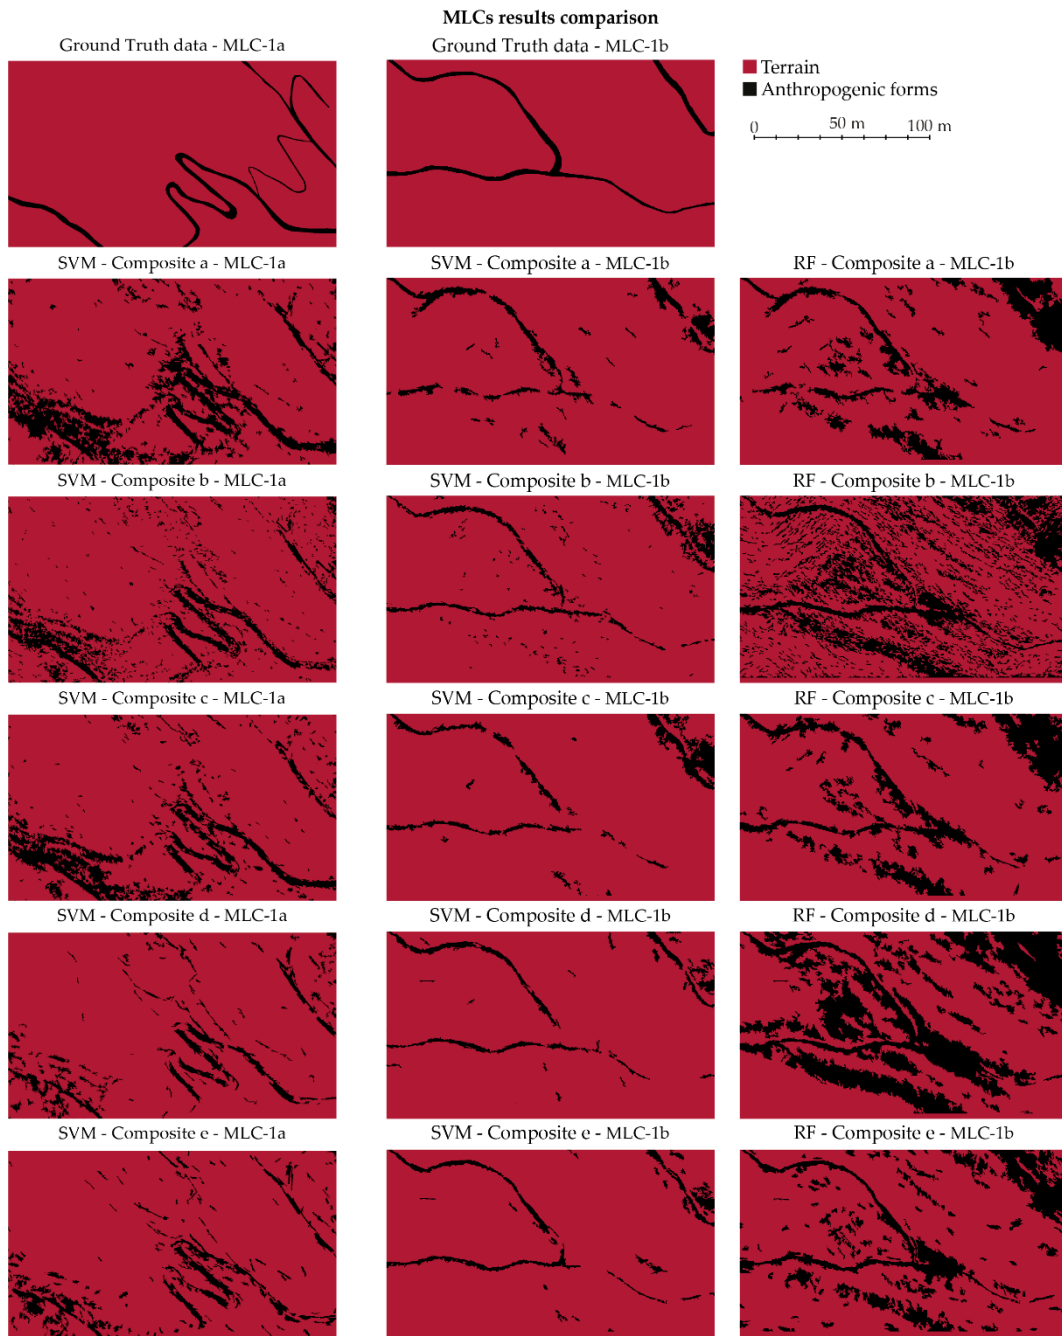 MLCs results comparison
Ground Truth data - MLC-1a
Ground Truth data - MLC-1b
Terrain
Anthropogenic forms
0 50 m 100 m
SVM - Composite a - MLC-1a
SVM - Composite a - MLC-1b
RF - Composite a - MLC-1b
SVM - Composite b - MLC-1a
SVM - Composite b - MLC-1b
RF - Composite b - MLC-1b
SVM - Composite c - MLC-1a
SVM - Composite c - MLC-1b
RF - Composite c - MLC-1b
SVM - Composite d - MLC-1a
SVM - Composite d - MLC-1b
RF - Composite d - MLC-1b
SVM - Composite e - MLC-1a
SVM - Composite e - MLC-1b
RF - Composite e - MLC-1b